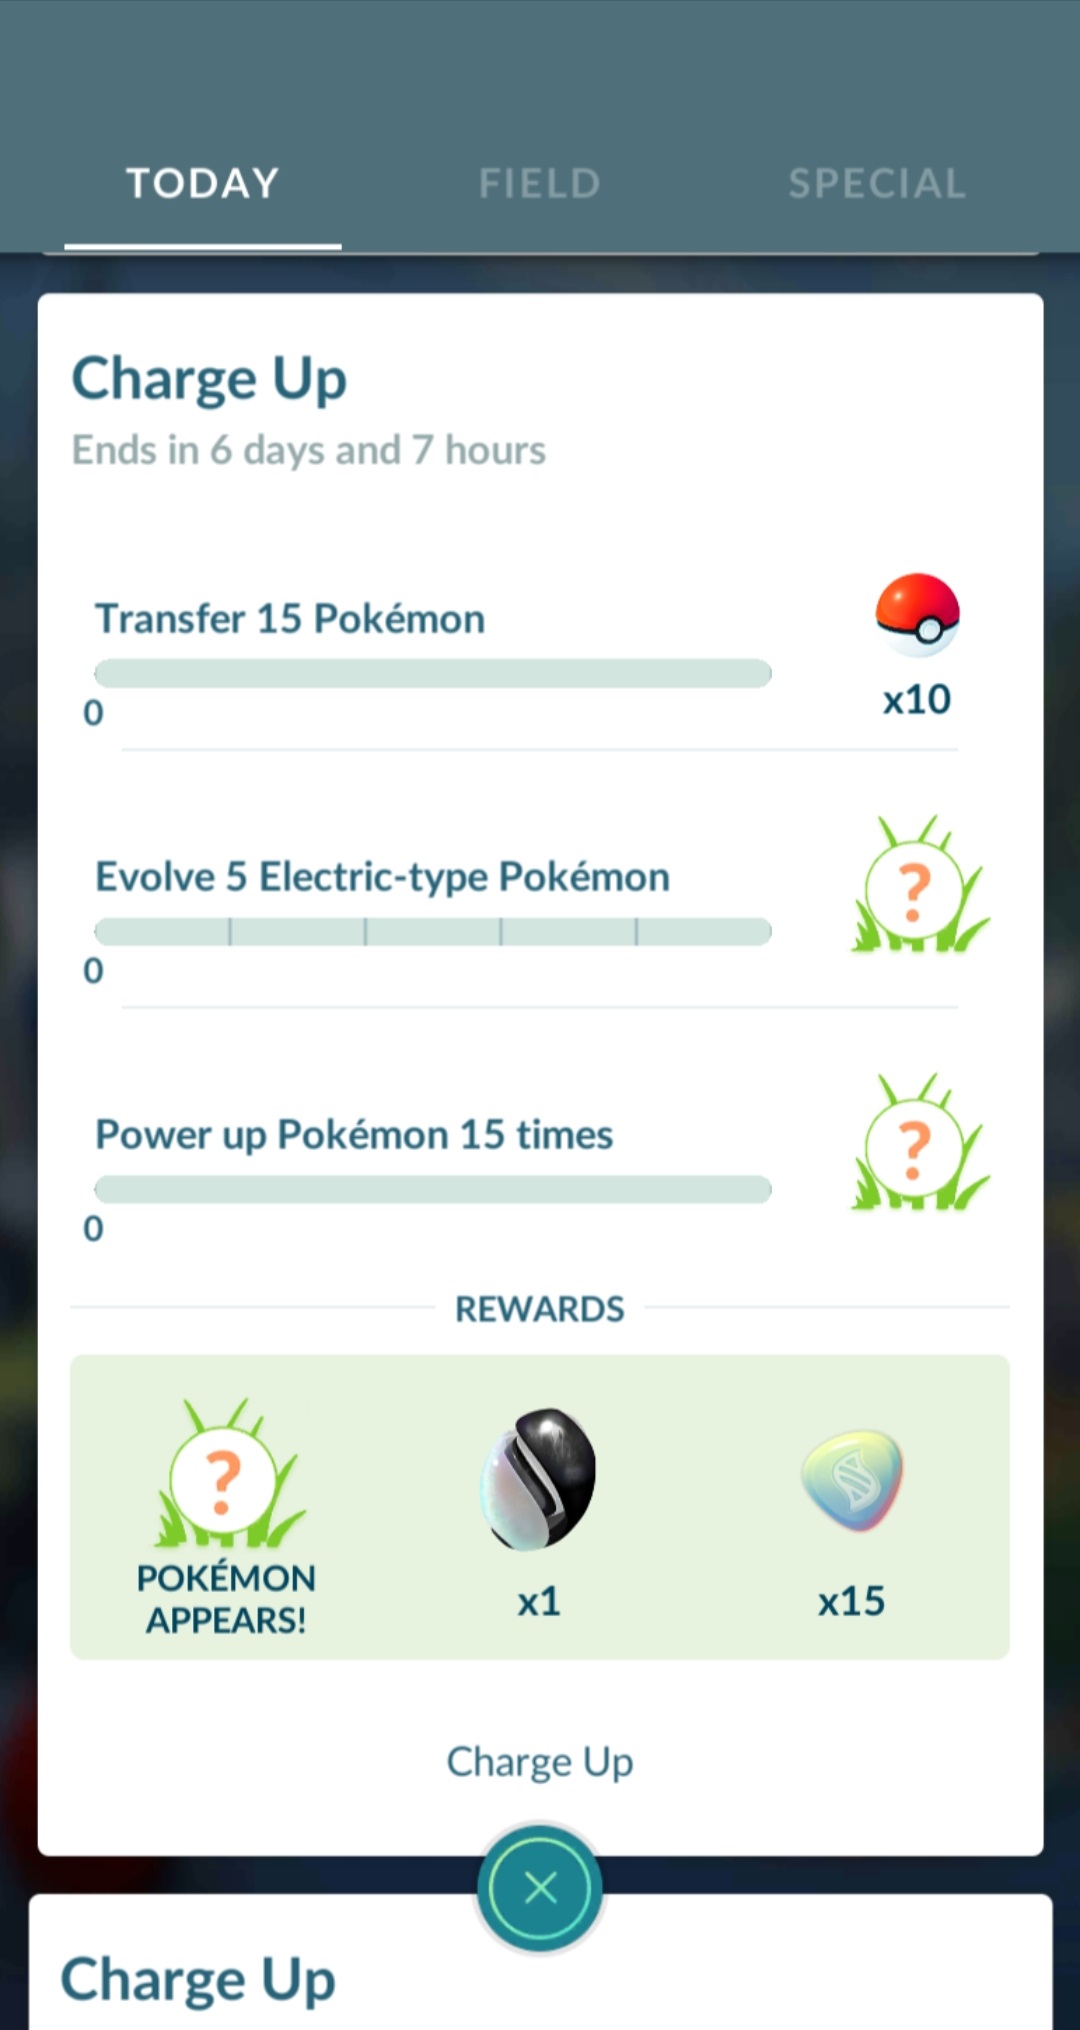 TODAY
FIELD
SPECIAL
Charge Up
Ends in 6 days and 7 hours
Transfer 15 Pokémon
0
x10
Evolve 5 Electric-type Pokémon
0
?
Power up Pokémon 15 times
0
?
REWARDS
?
POKÉMON
APPEARS!
x1
x15
Charge Up
Charge Up